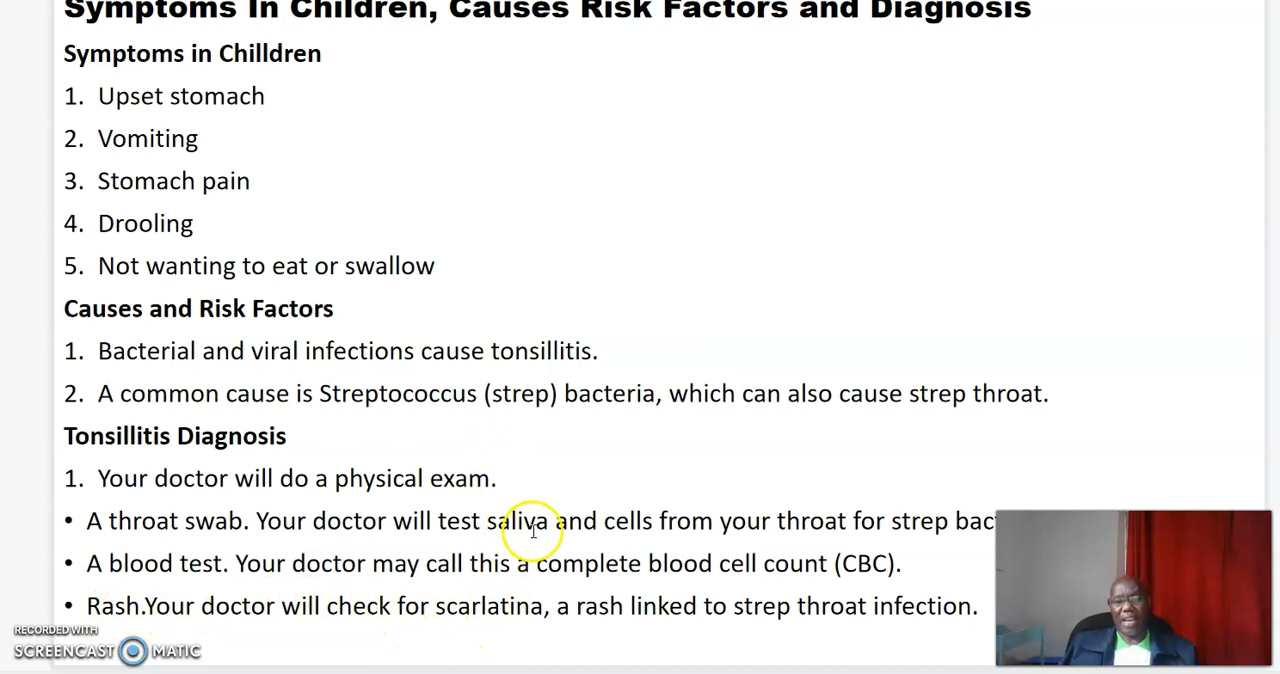 Symptoms In Children, Causes Risk Factors and Diagnosis
Symptoms in Chilldren
1. Upset stomach
2. Vomiting
3. Stomach pain
4. Drooling
5. Not wanting to eat or swallow
Causes and Risk Factors
1. Bacterial and viral infections cause tonsillitis.
2. A common cause is Streptococcus (strep) bacteria, which can also cause strep throat.
Tonsillitis Diagnosis
1. Your doctor will do a physical exam.
• A throat swab. Your doctor will test saliva and cells from your throat for strep bac
• A blood test. Your doctor may call this a complete blood cell count (CBC).
• Rash.Your doctor will check for scarlatina, a rash linked to strep throat infection.
RECORDED WITH
SCREENCAST MATIC